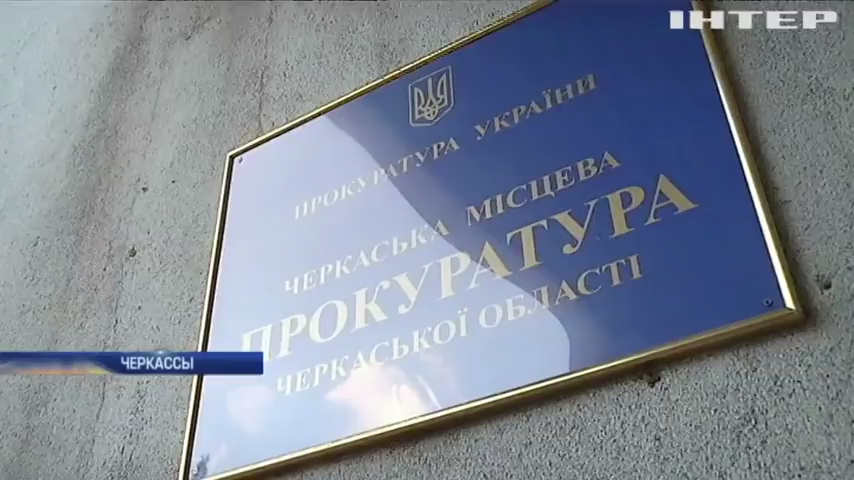 ІНТЕР
ПРОКУРАТУРА УКРАЇНИ
ЧЕРКАСЬКА МІСЦЕВА
ПРОКУРАТУРА
ЧЕРКАСЬКОЇ ОБЛАСТІ
ЧЕРКАССЫ